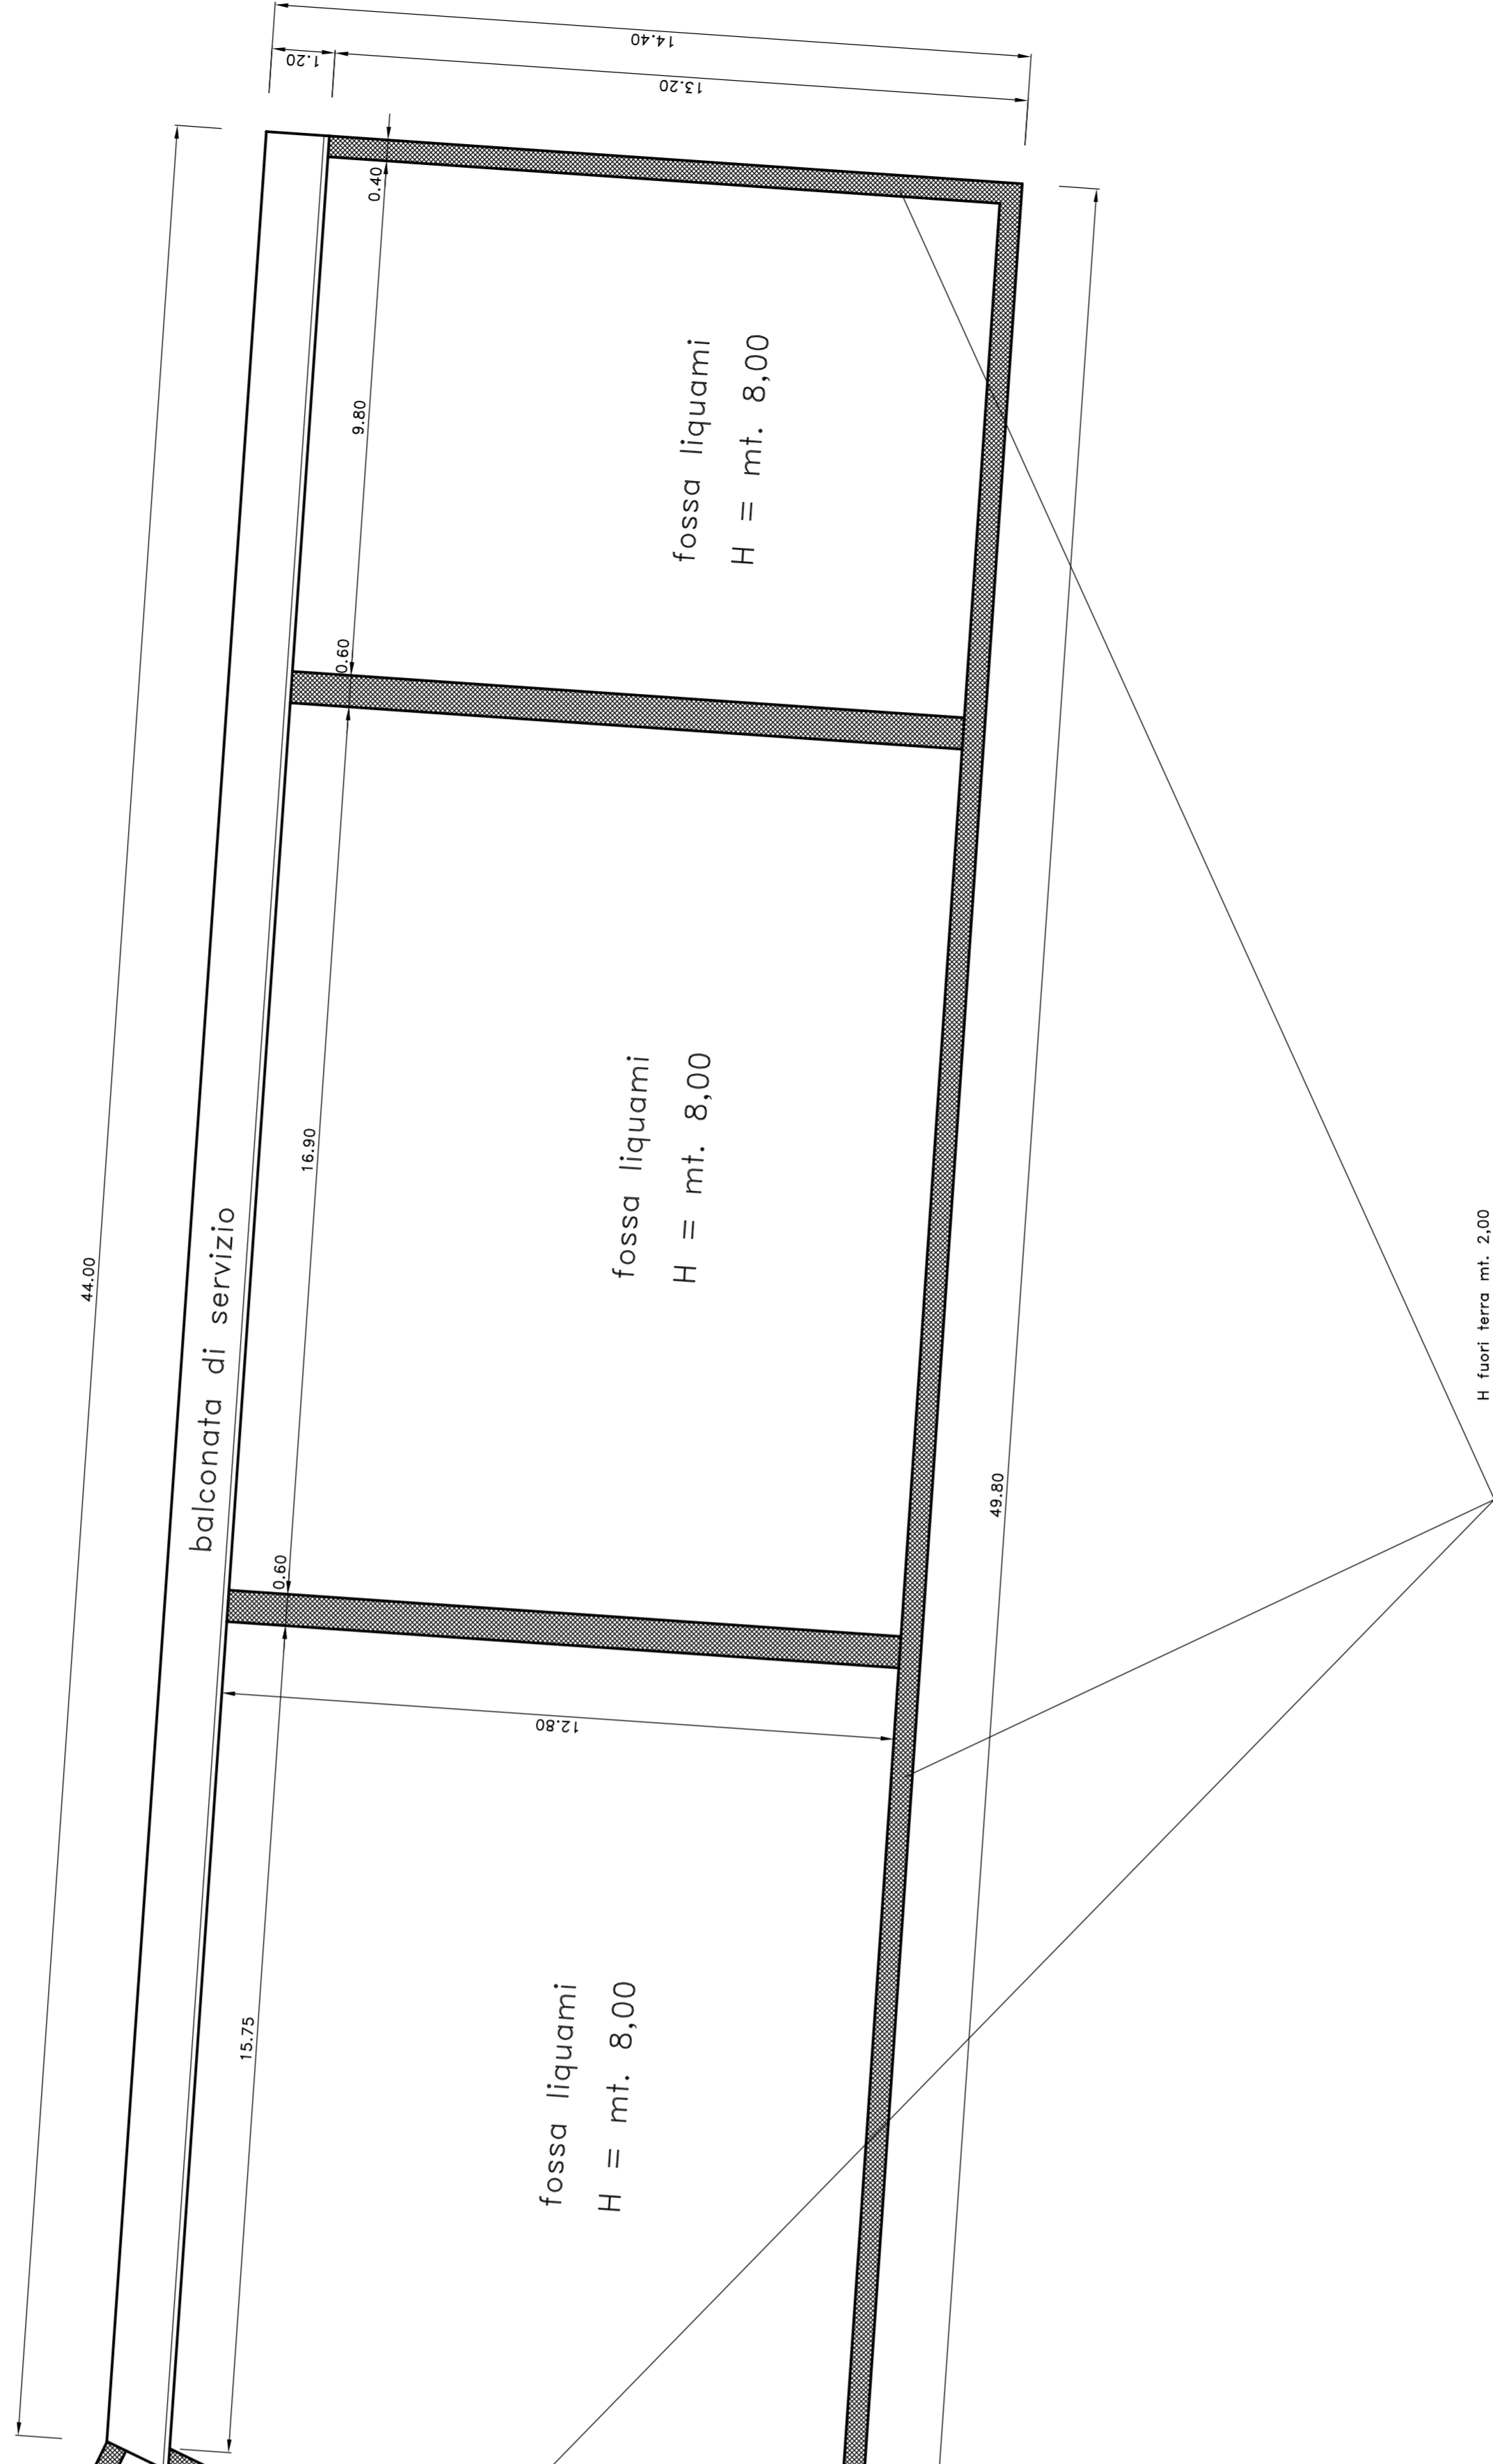 14.40
1.20
13.20
0.40
9.80
fossa liquami
H = mt. 8,00
0.60
16.90
fossa liquami
H = mt. 8,00
44.00
balconata di servizio
H fuori terra mt. 2,00
49.80
0.60
12.80
15.75
fossa liquami
H = mt. 8,00